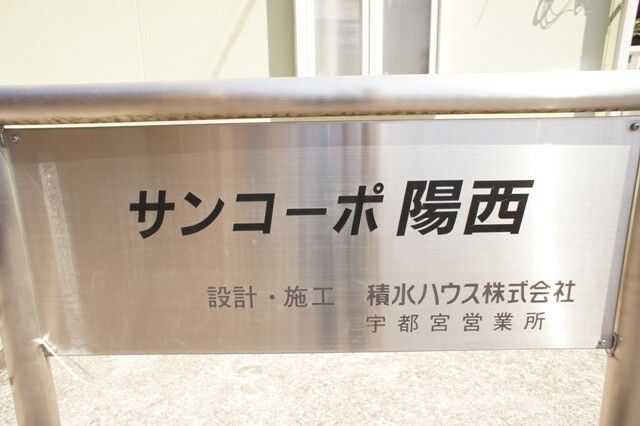 サンコーポ 陽西
設計・施工 積水ハウス株式会社
宇都宮営業所